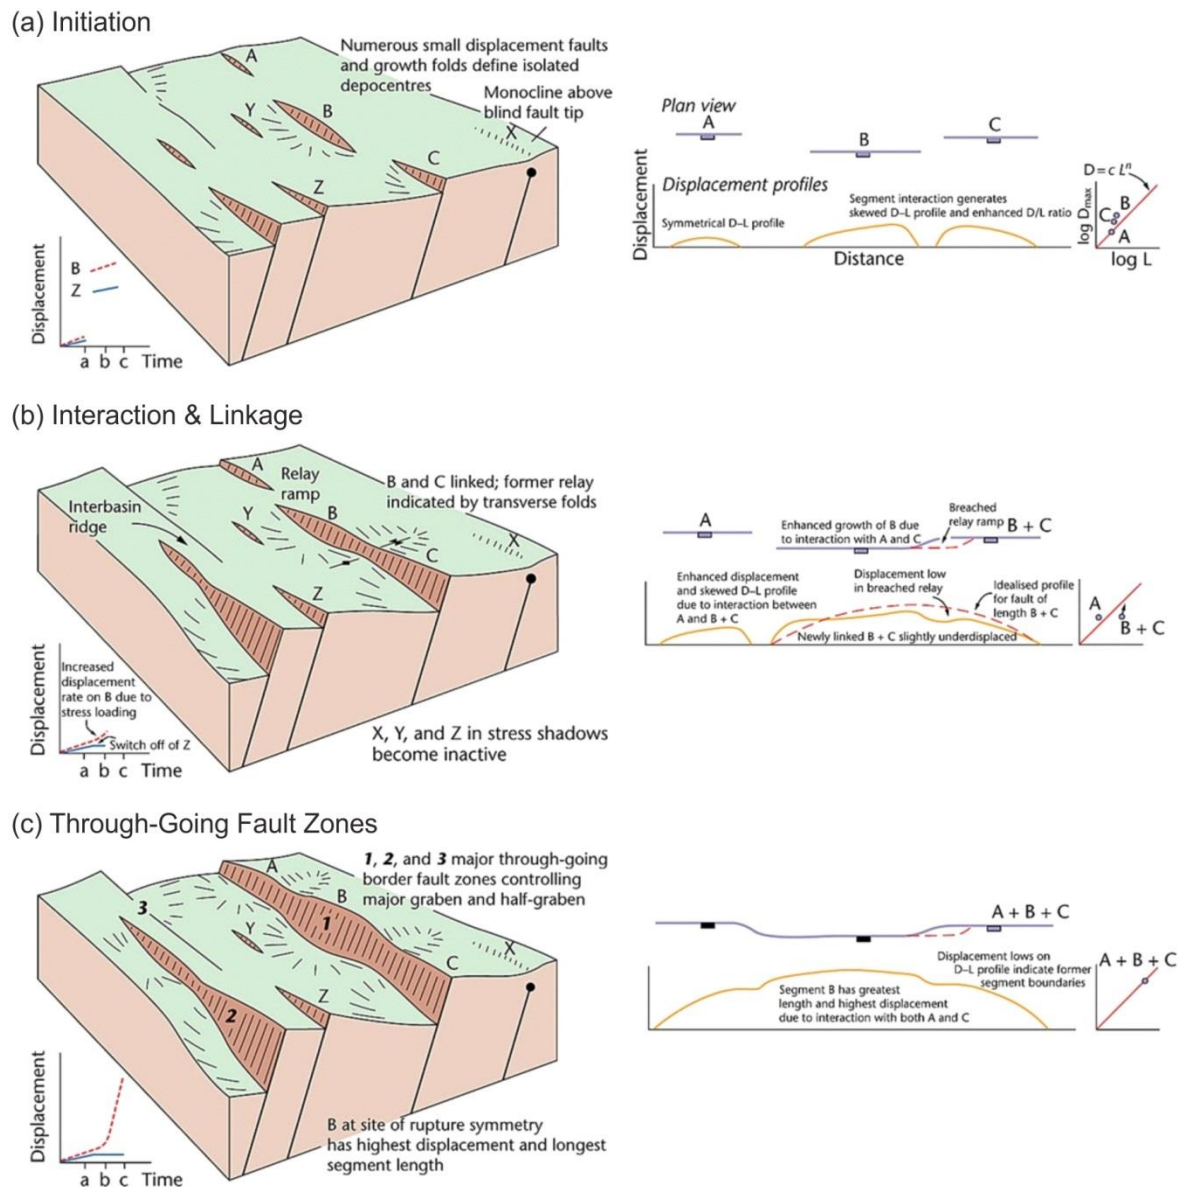 (a) Initiation
Numerous small displacement faults
and growth folds define isolated
depocentres
Monocline above
blind fault tip
A
Y
B
X
C
Z
Displacement
B
Z
a b c Time
Plan view
A
B
C
Displacement
Displacement profiles
Symmetrical D–L profile
Segment interaction generates
skewed D–L profile and enhanced D/L ratio
Distance
D=c Lⁿ
log Dmax
C
B
A
log L
(b) Interaction & Linkage
Interbasin
ridge
A
Relay
ramp
B and C linked; former relay
indicated by transverse folds
Y
B
X
C
Z
Displacement
Increased
displacement
rate on B due to
stress loading
Switch off of Z
a b c Time
X, Y, and Z in stress shadows
become inactive
A
Enhanced growth of B due
to interaction with A and C
Breached
relay ramp
B + C
Enhanced displacement
and skewed D–L profile
due to interaction between
A and B + C
Displacement low
in breached relay
Idealised profile
for fault of
length B + C
Newly linked B + C slightly underdisplaced
A
B + C
(c) Through-Going Fault Zones
1, 2, and 3 major through-going
border fault zones controlling
major graben and half-graben
A
B
3
1
Y
X
C
Z
2
Displacement
a b c Time
B at site of rupture symmetry
has highest displacement and longest
segment length
A + B + C
Displacement lows on
D–L profile indicate former
segment boundaries
Segment B has greatest
length and highest displacement
due to interaction with both A and C
A + B + C